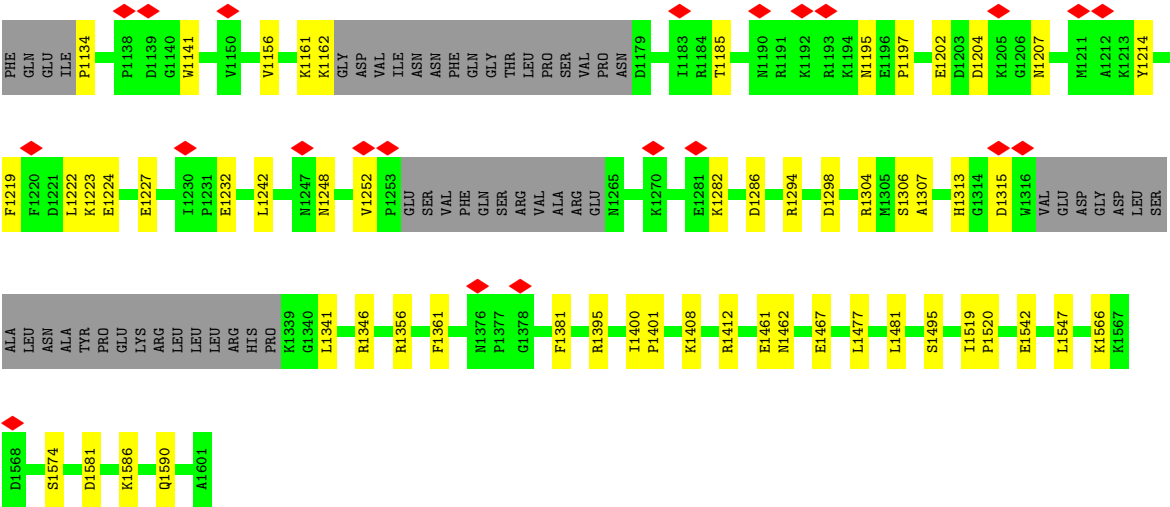 PHE GLN GLU ILE P1134 P1138 D1139 G1140 W1141 V1150 V1156 K1161 K1162 GLY ASP VAL ILE ASN ASN PHE GLN GLY THR LEU PRO SER VAL PRO ASN D1179 I1183 R1184 T1185 N1190 R1191 K1192 R1193 K1194 N1195 E1196 P1197 E1202 D1203 D1204 K1205 G1206 N1207 M1211 A1212 K1213 Y1214
F1219 F1220 D1221 L1222 K1223 E1224 E1227 I1230 P1231 E1232 L1242 N1247 N1248 V1252 P1253 GLU SER VAL PHE GLN SER ARG VAL ALA ARG GLU N1265 K1270 E1281 K1282 D1286 R1294 D1298 R1304 M1305 S1306 A1307 H1313 G1314 D1315 W1316 VAL GLU ASP GLY ASP LEU SER
ALA LEU ASN ALA TYR PRO GLU LYS ARG LEU LEU LEU ARG HIS PRO K1339 G1340 L1341 R1346 R1356 F1361 N1376 P1377 G1378 F1381 R1395 I1400 P1401 K1408 R1412 E1461 N1462 E1467 L1477 L1481 S1495 I1519 P1520 E1542 L1547 K1566 K1567
D1568 S1574 D1581 K1586 Q1590 A1601